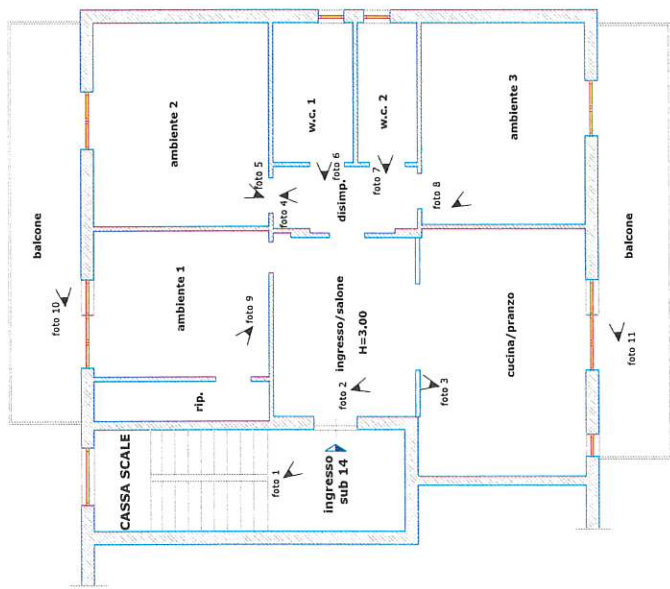 balcone
foto 10
ambiente 2
w.c. 1
w.c. 2
ambiente 3
foto 5
foto 4
foto 6
foto 7
foto 8
disimp.
ambiente 1
foto 9
ingresso/salone
H=3.00
cucina/pranzo
balcone
foto 11
rip.
foto 2
foto 3
CASSA SCALE
foto 1
ingresso
sub 14